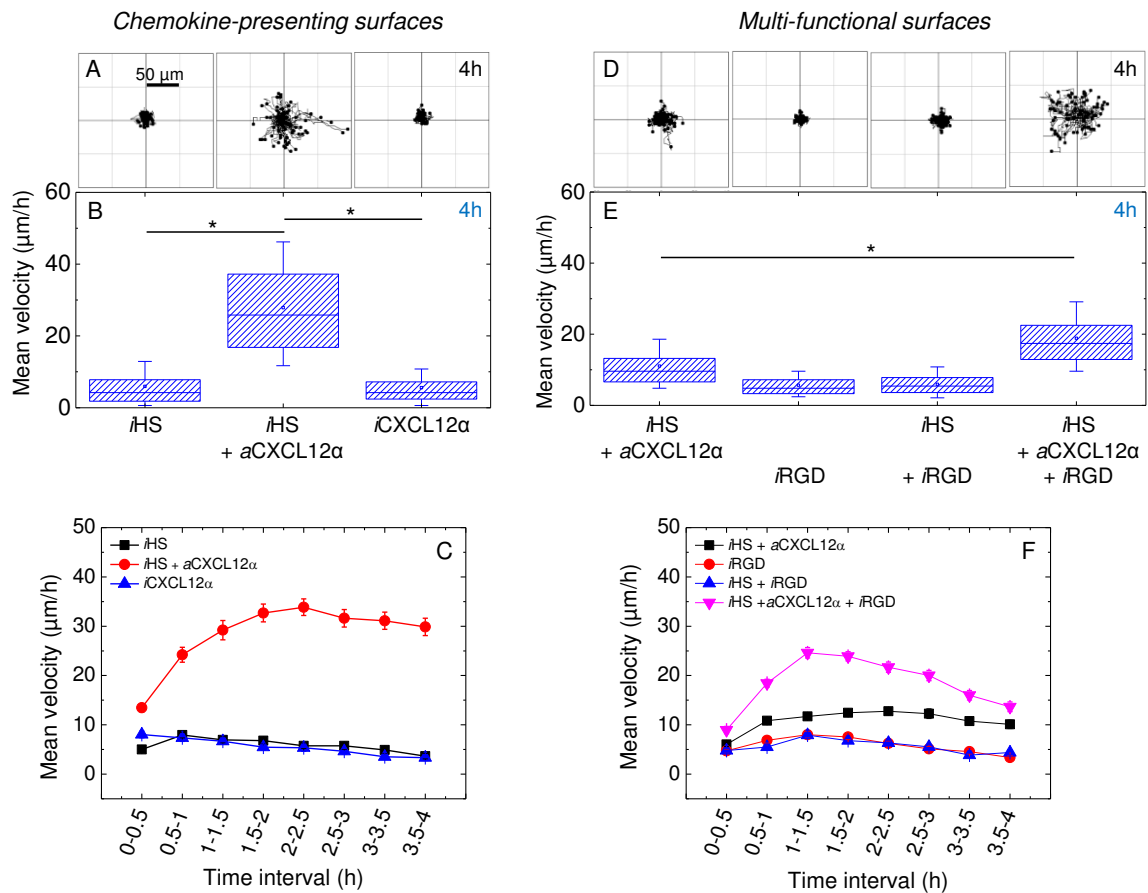 Chemokine-presenting surfaces
Multi-functional surfaces
A
50 µm
4h
D
4h
Mean velocity (µm/h)
60
40
20
0
B
4h
*
*
iHS
iHS
+ aCXCL12α
iCXCL12α
Mean velocity (µm/h)
60
40
20
0
E
4h
*
iHS
+ aCXCL12α
iRGD
iHS
+ iRGD
iHS
+ aCXCL12α
+ iRGD
Mean velocity (µm/h)
50
40
30
20
10
0
iHS
iHS + aCXCL12α
iCXCL12α
C
0-0.5
0.5-1
1-1.5
1.5-2
2-2.5
2.5-3
3-3.5
3.5-4
Time interval (h)
Mean velocity (µm/h)
50
40
30
20
10
0
iHS + aCXCL12α
iRGD
iHS + iRGD
iHS +aCXCL12α + iRGD
F
0-0.5
0.5-1
1-1.5
1.5-2
2-2.5
2.5-3
3-3.5
3.5-4
Time interval (h)